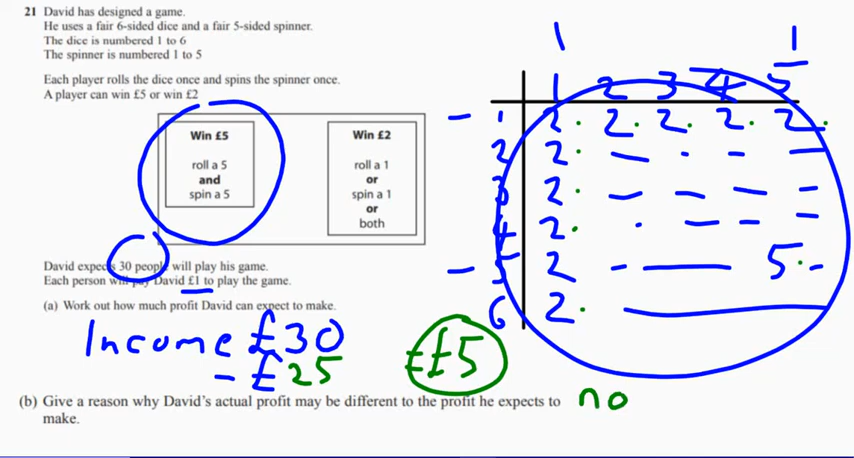 21 David has designed a game.
He uses a fair 6-sided dice and a fair 5-sided spinner.
The dice is numbered 1 to 6
The spinner is numbered 1 to 5
Each player rolls the dice once and spins the spinner once.
A player can win £5 or win £2
Win £5
roll a 5
and
spin a 5
Win £2
roll a 1
or
spin a 1
or
both
David expects 30 people will play his game.
Each person will pay David £1 to play the game.
(a) Work out how much profit David can expect to make.
Income £30
- £25
£5
(b) Give a reason why David's actual profit may be different to the profit he expects to
make.
no
1 1
1 2 3 4 5
1 2 2 2 2 2
2 2
3 2
4 2
5 2 5
6 2